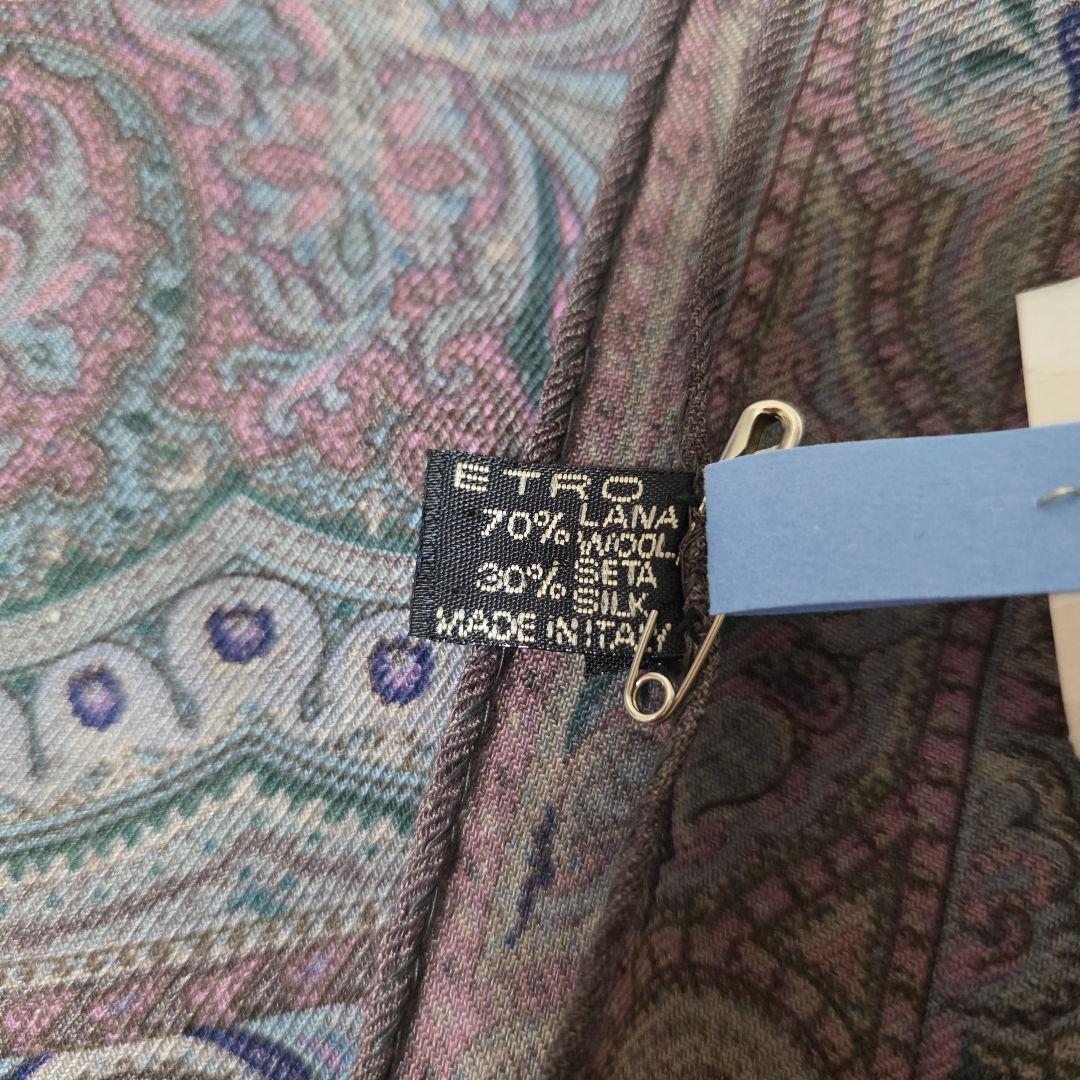 ETRO
70% LANA
WOOL
30% SETA
SILK
MADE IN ITALY